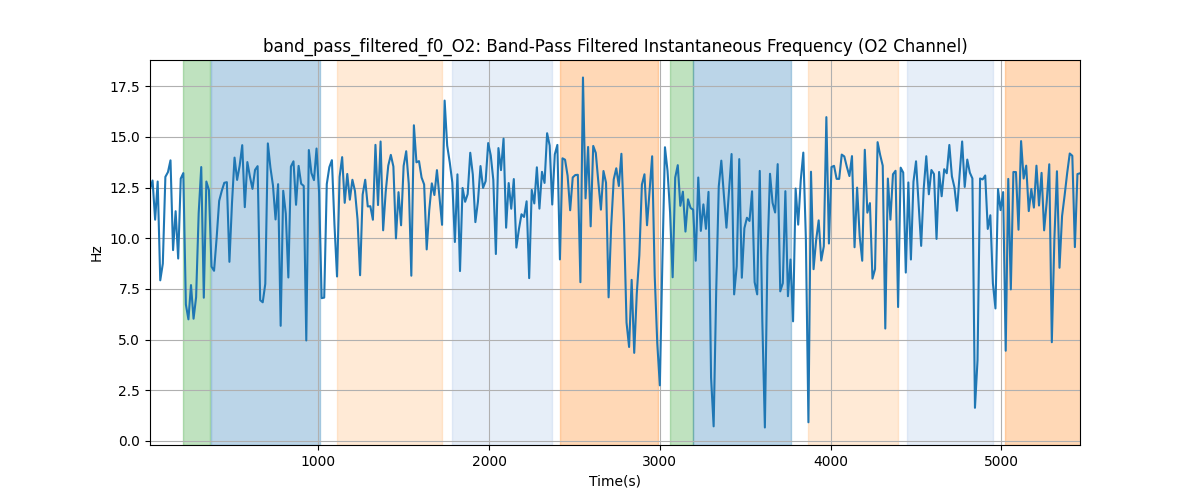 band_pass_filtered_f0_O2: Band-Pass Filtered Instantaneous Frequency (O2 Channel)
17.5
15.0
12.5
10.0
7.5
5.0
2.5
0.0
Hz
1000 2000 3000 4000 5000
Time(s)